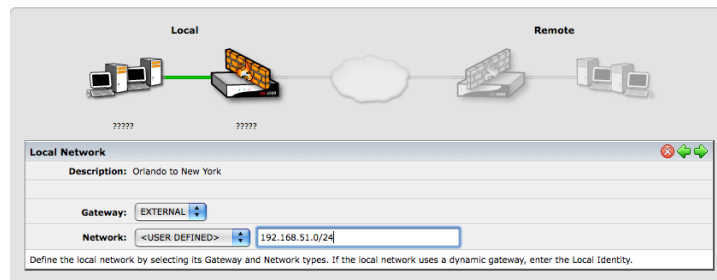 Local Remote
????? ?????
Local Network
Description: Orlando to New York
Gateway: EXTERNAL
Network: <USER DEFINED> 192.168.51.0/24
Define the local network by selecting its Gateway and Network types. If the local network uses a dynamic gateway, enter the Local Identity.